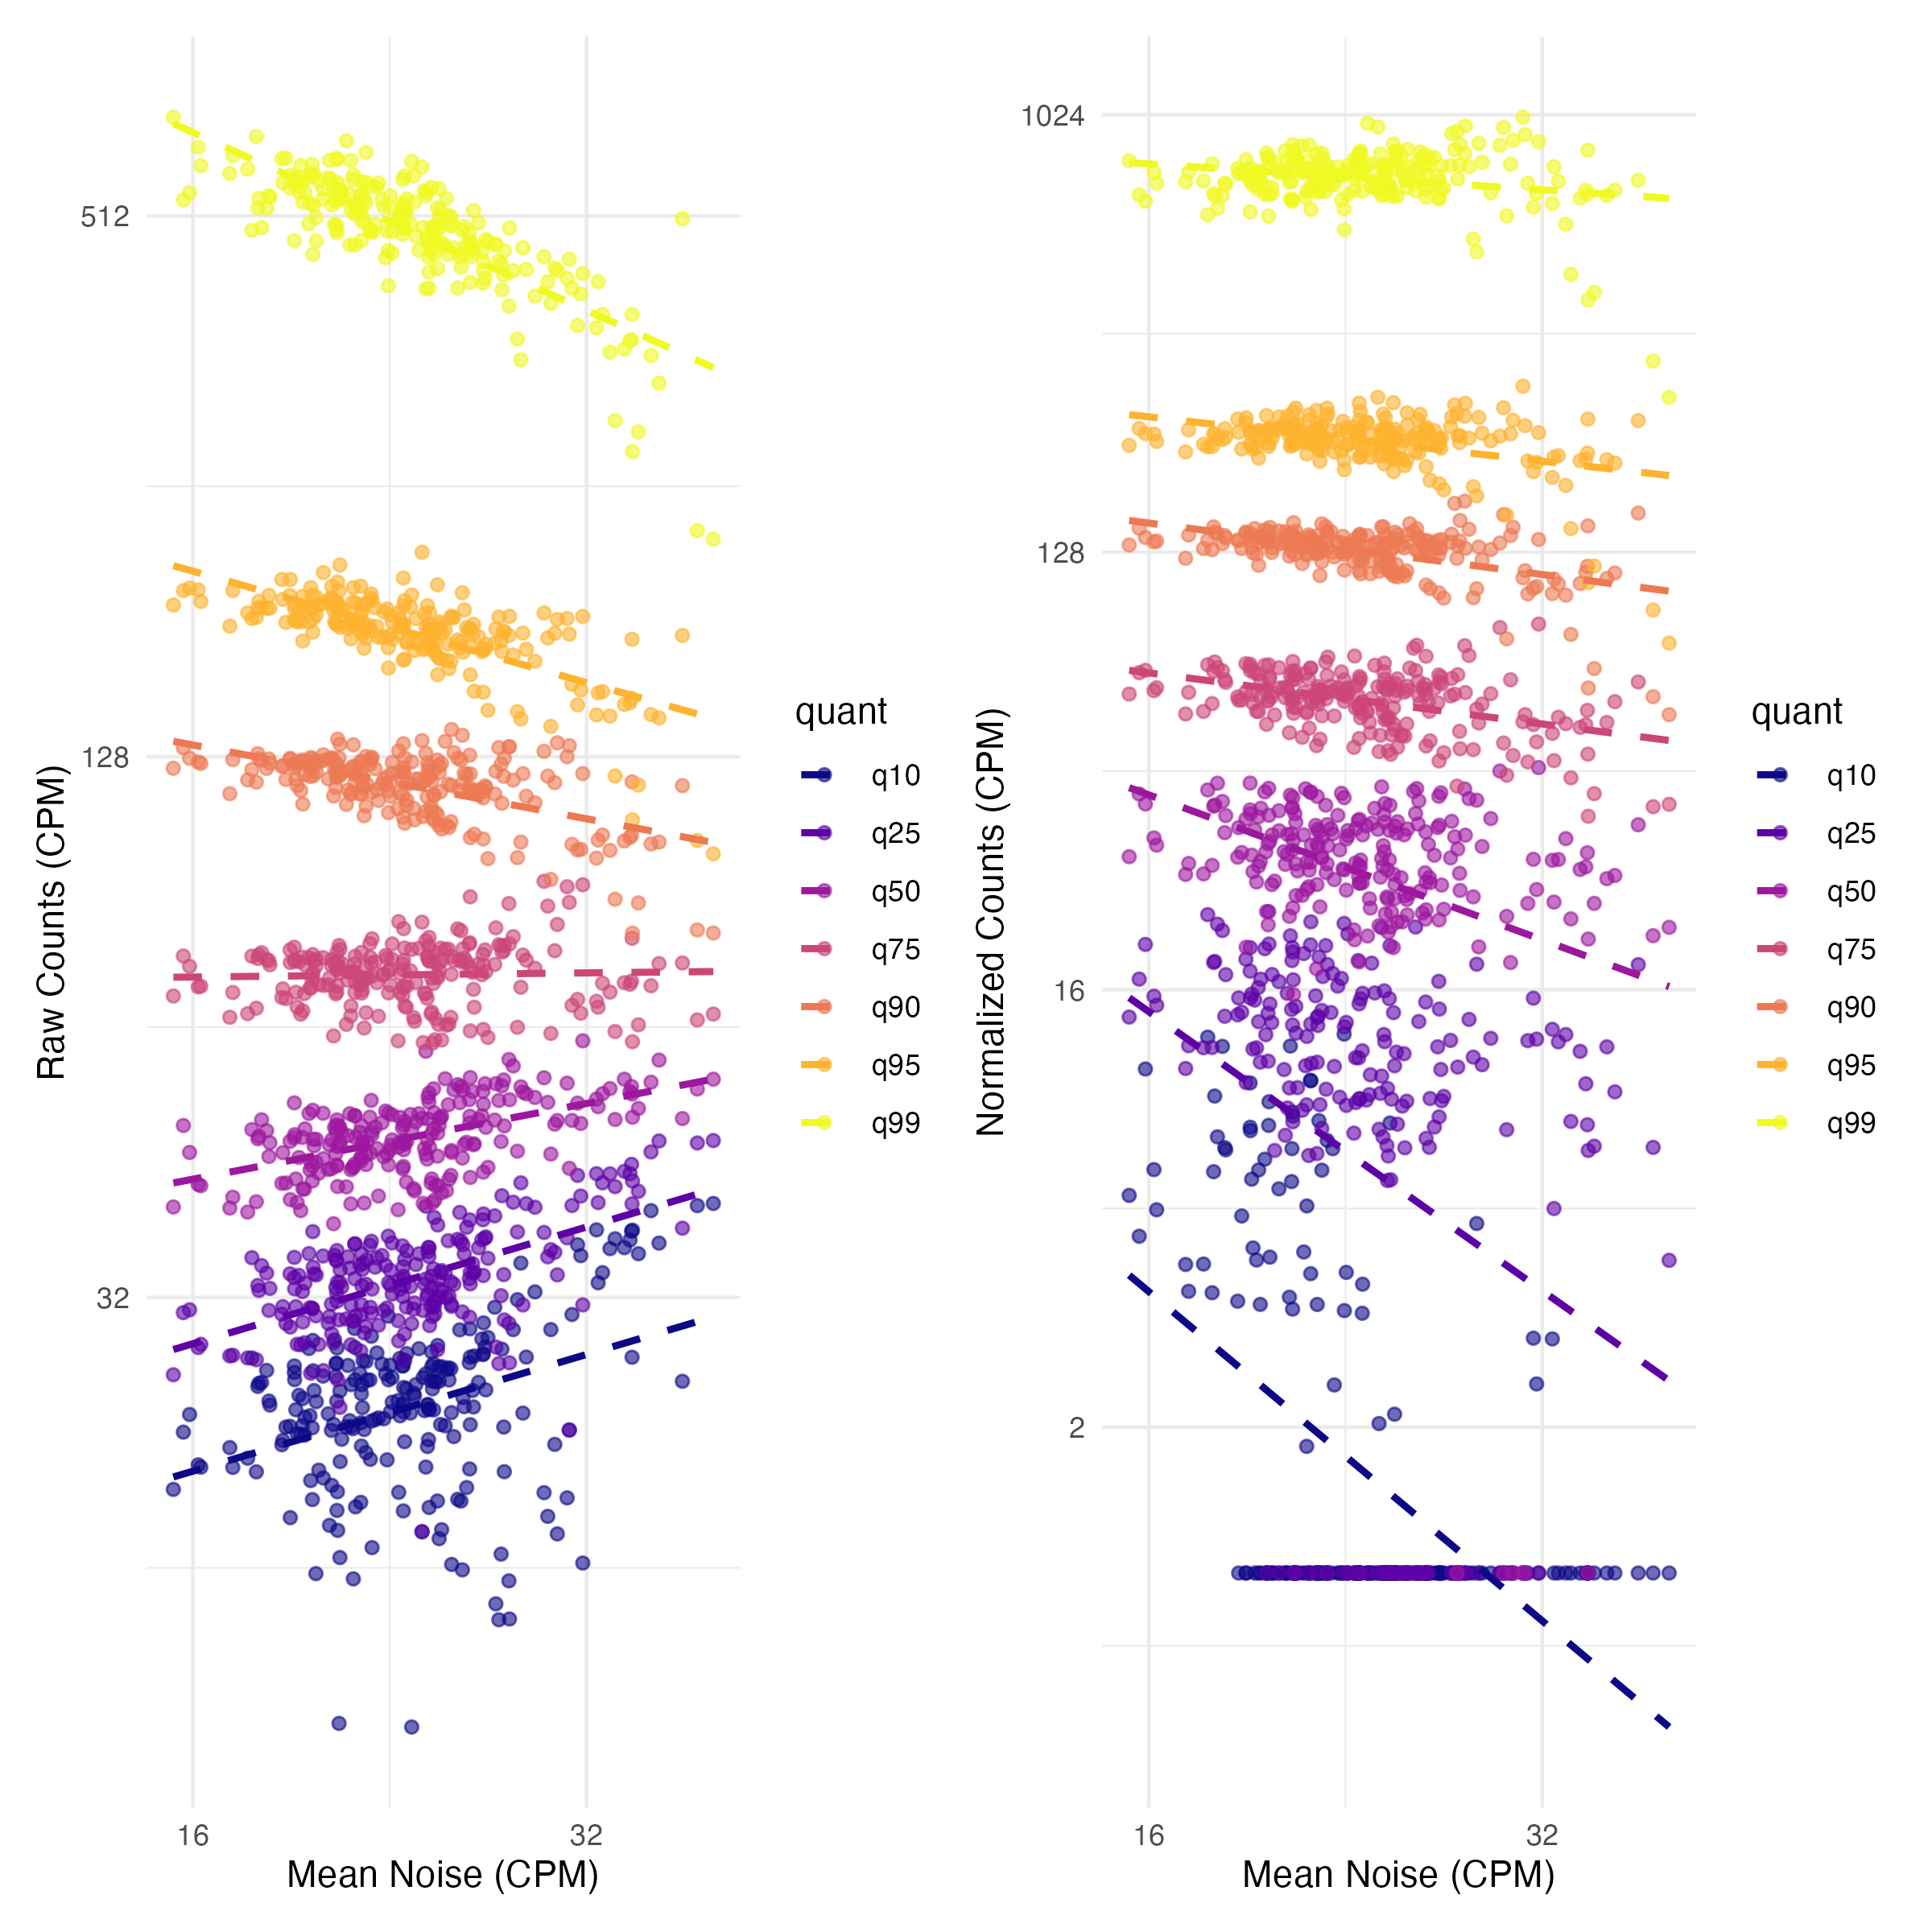 512
128
32
16
32
Mean Noise (CPM)
Raw Counts (CPM)
quant
q10
q25
q50
q75
q90
q95
q99
1024
128
16
2
16
32
Mean Noise (CPM)
Normalized Counts (CPM)
quant
q10
q25
q50
q75
q90
q95
q99